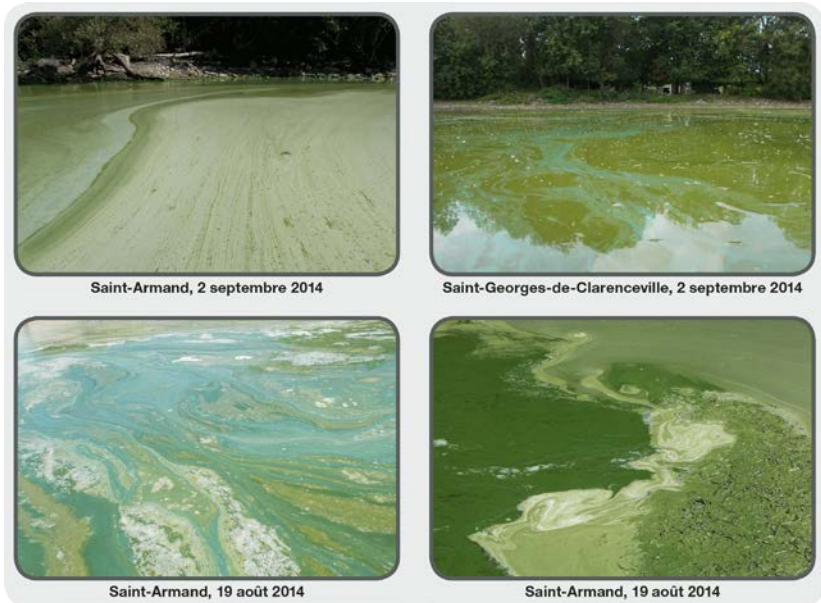 Saint-Armand, 2 septembre 2014
Saint-Georges-de-Clarenceville, 2 septembre 2014
Saint-Armand, 19 août 2014
Saint-Armand, 19 août 2014